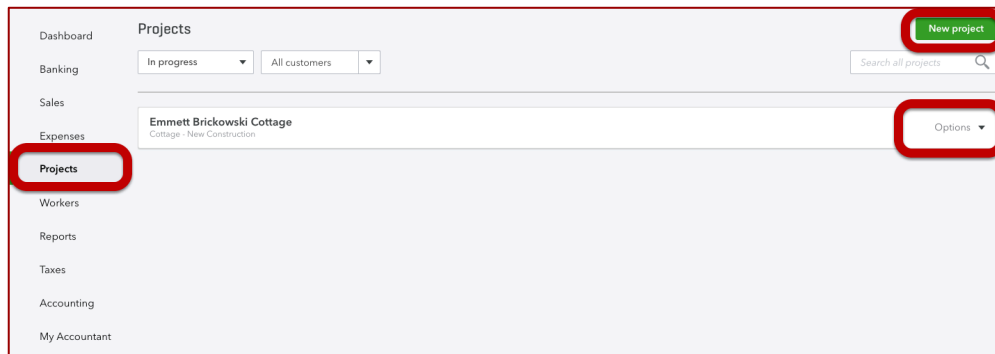 Dashboard
Banking
Sales
Expenses
Projects
Workers
Reports
Taxes
Accounting
My Accountant
Projects
New project
In progress
All customers
Search all projects
Emmett Brickowski Cottage
Cottage - New Construction
Options